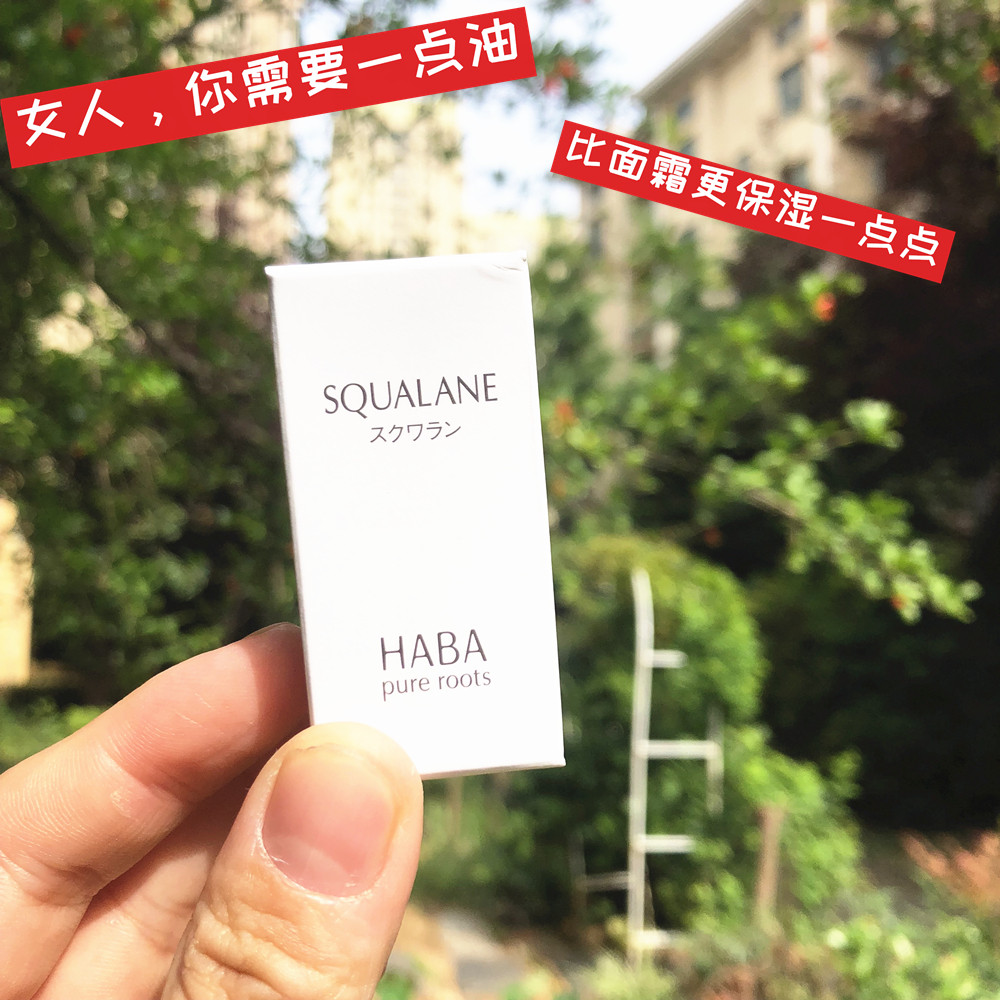 女人，你需要一点油
比面霜更保湿一点点
SQUALANE
スクワラン
HABA
pure roots